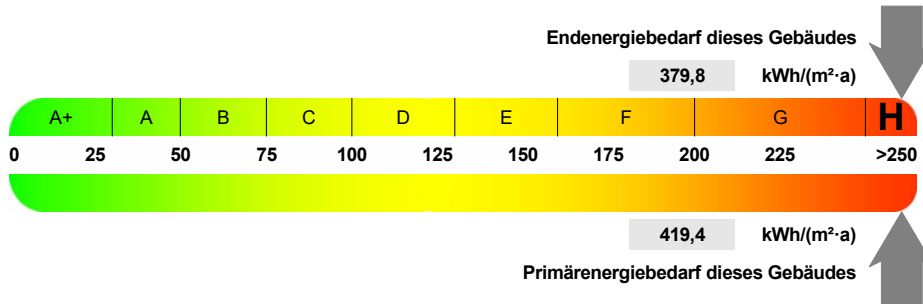 Endenergiebedarf dieses Gebäudes
379,8 kWh/(m²·a)
A+ A B C D E F G H
0 25 50 75 100 125 150 175 200 225 >250
419,4 kWh/(m²·a)
Primärenergiebedarf dieses Gebäudes